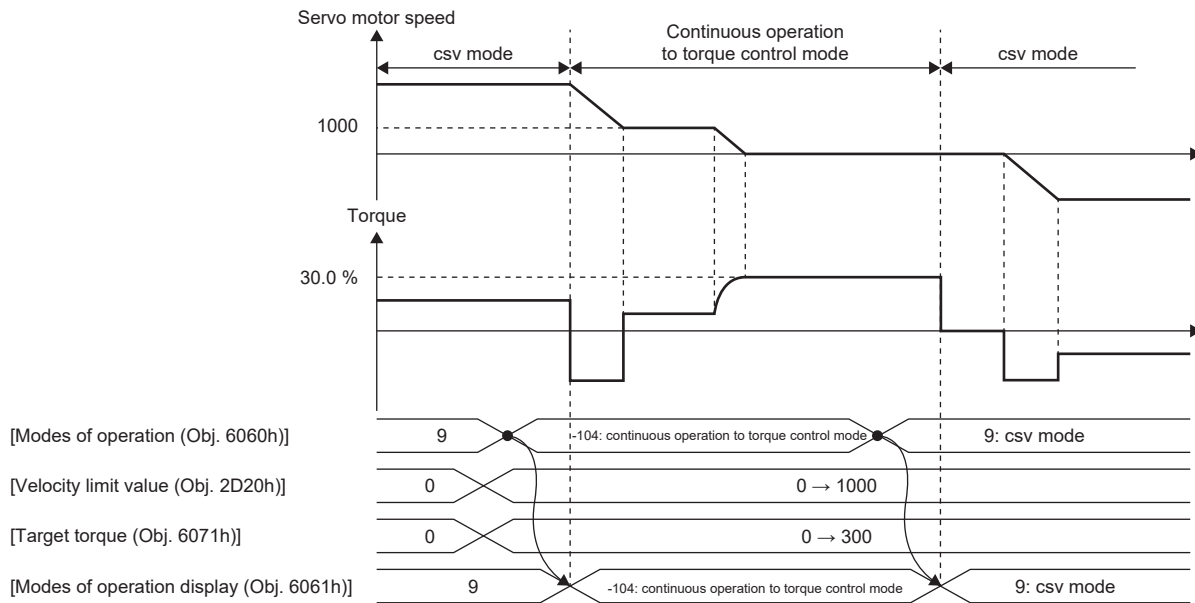 Servo motor speed
Continuous operation
to torque control mode
csv mode
csv mode
1000
Torque
30.0 %
[Modes of operation (Obj. 6060h)]
9
-104: continuous operation to torque control mode
9: csv mode
[Velocity limit value (Obj. 2D20h)]
0
0 → 1000
[Target torque (Obj. 6071h)]
0
0 → 300
[Modes of operation display (Obj. 6061h)]
9
-104: continuous operation to torque control mode
9: csv mode